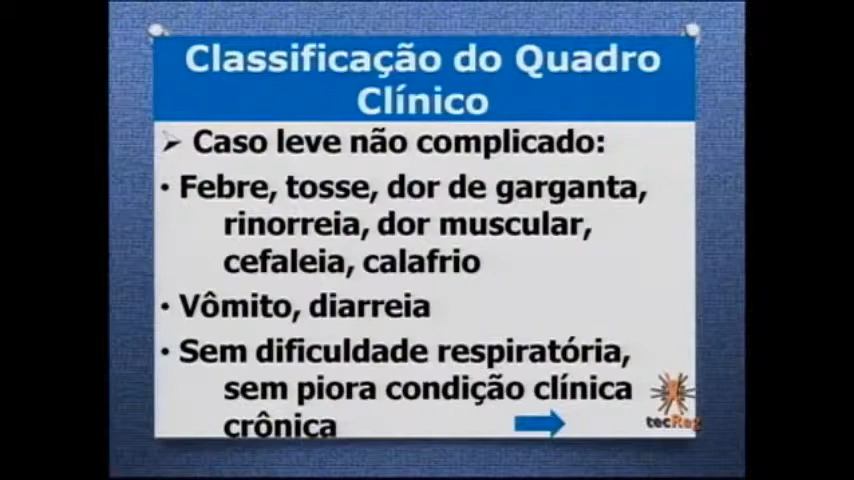 Classificação do Quadro
Clínico
➢ Caso leve não complicado:
• Febre, tosse, dor de garganta,
rinorreia, dor muscular,
cefaleia, calafrio
• Vômito, diarreia
• Sem dificuldade respiratória,
sem piora condição clínica
crônica
tecReg